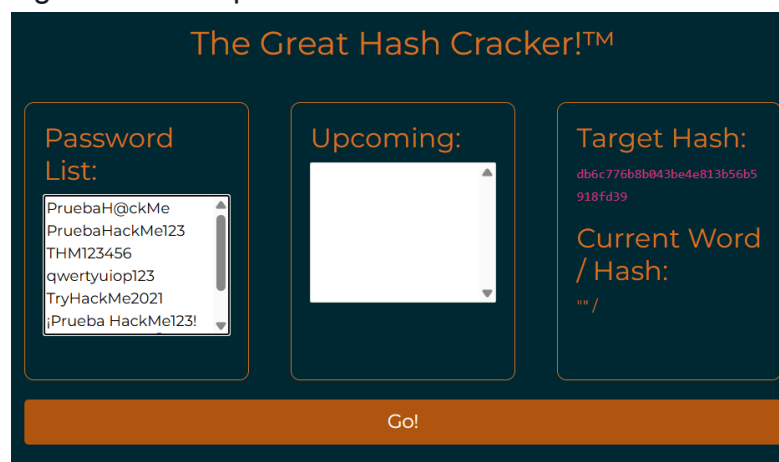 The Great Hash Cracker!™
Password
List:
PruebaH@ckMe
PruebaHackMe123
THM123456
qwertyuiop123
TryHackMe2021
¡Prueba HackMe123!
Upcoming:
Target Hash:
db6c776b8b043be4e813b56b5
918fd39
Current Word
/ Hash:
"" /
Go!